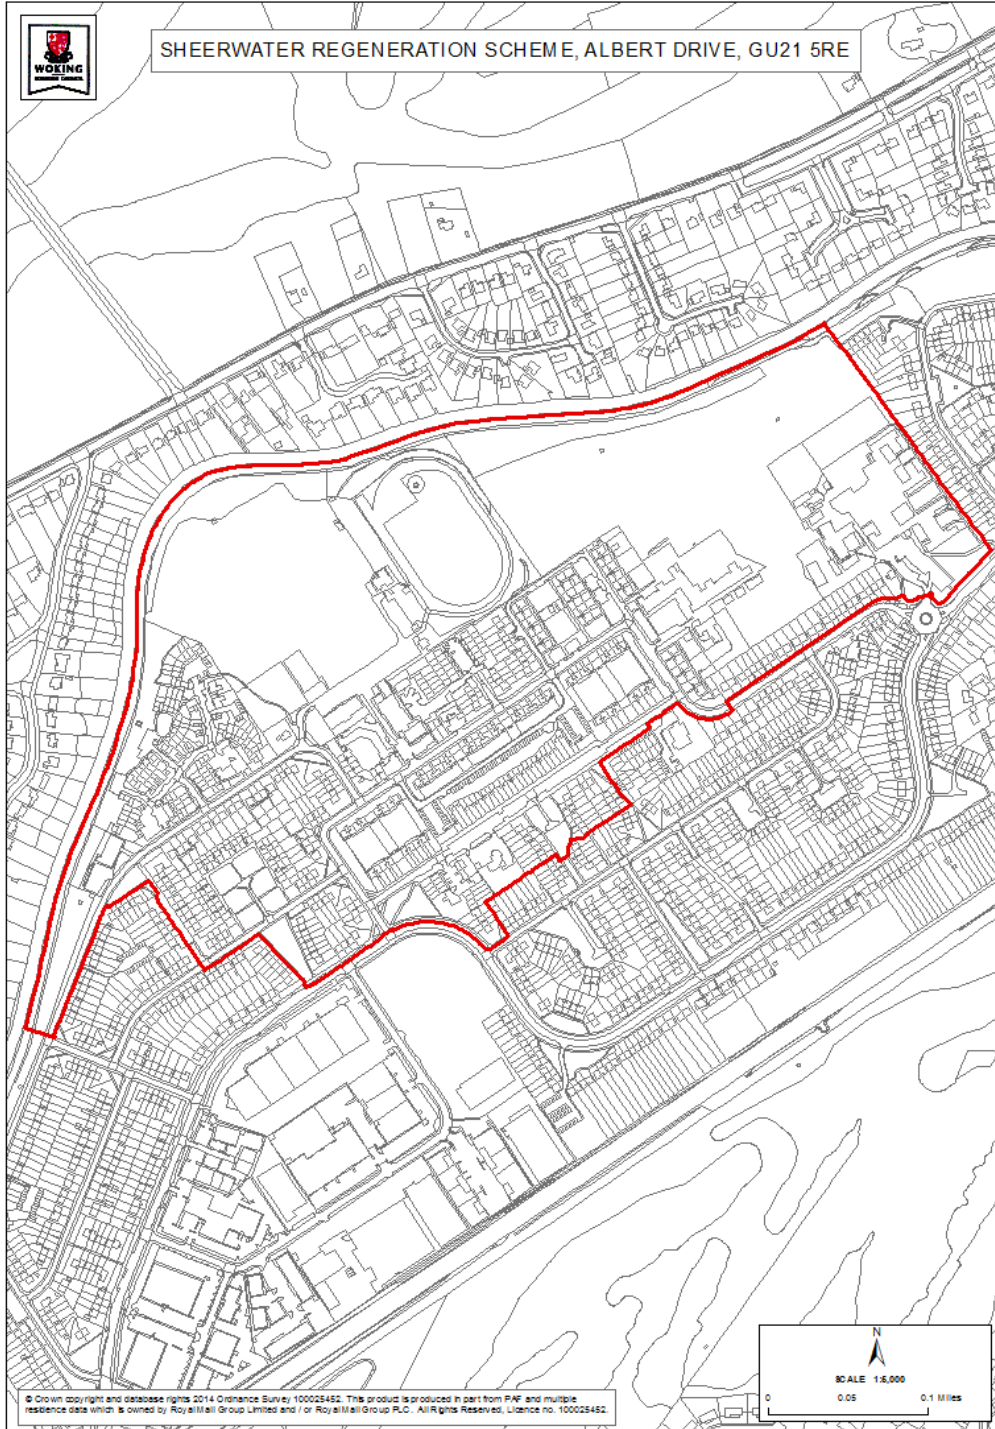 WOKING
BOROUGH COUNCIL
SHEERWATER REGENERATION SCHEME, ALBERT DRIVE, GU21 5RE
N
SCALE 1:5,000
0 0.05 0.1 Miles
© Crown copyright and database rights 2014 Ordnance Survey 100025452. This product is produced in part from PAF and multiple
residence data which is owned by Royal Mail Group Limited and / or Royal Mail Group PLC. All Rights Reserved, Licence no. 100025452.